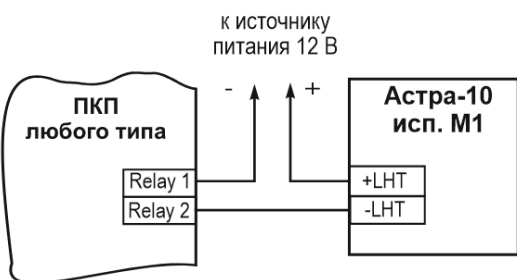 к источнику
питания 12 В
- +
ПКП
любого типа
Астра-10
исп. М1
Relay 1
Relay 2
+LHT
-LHT